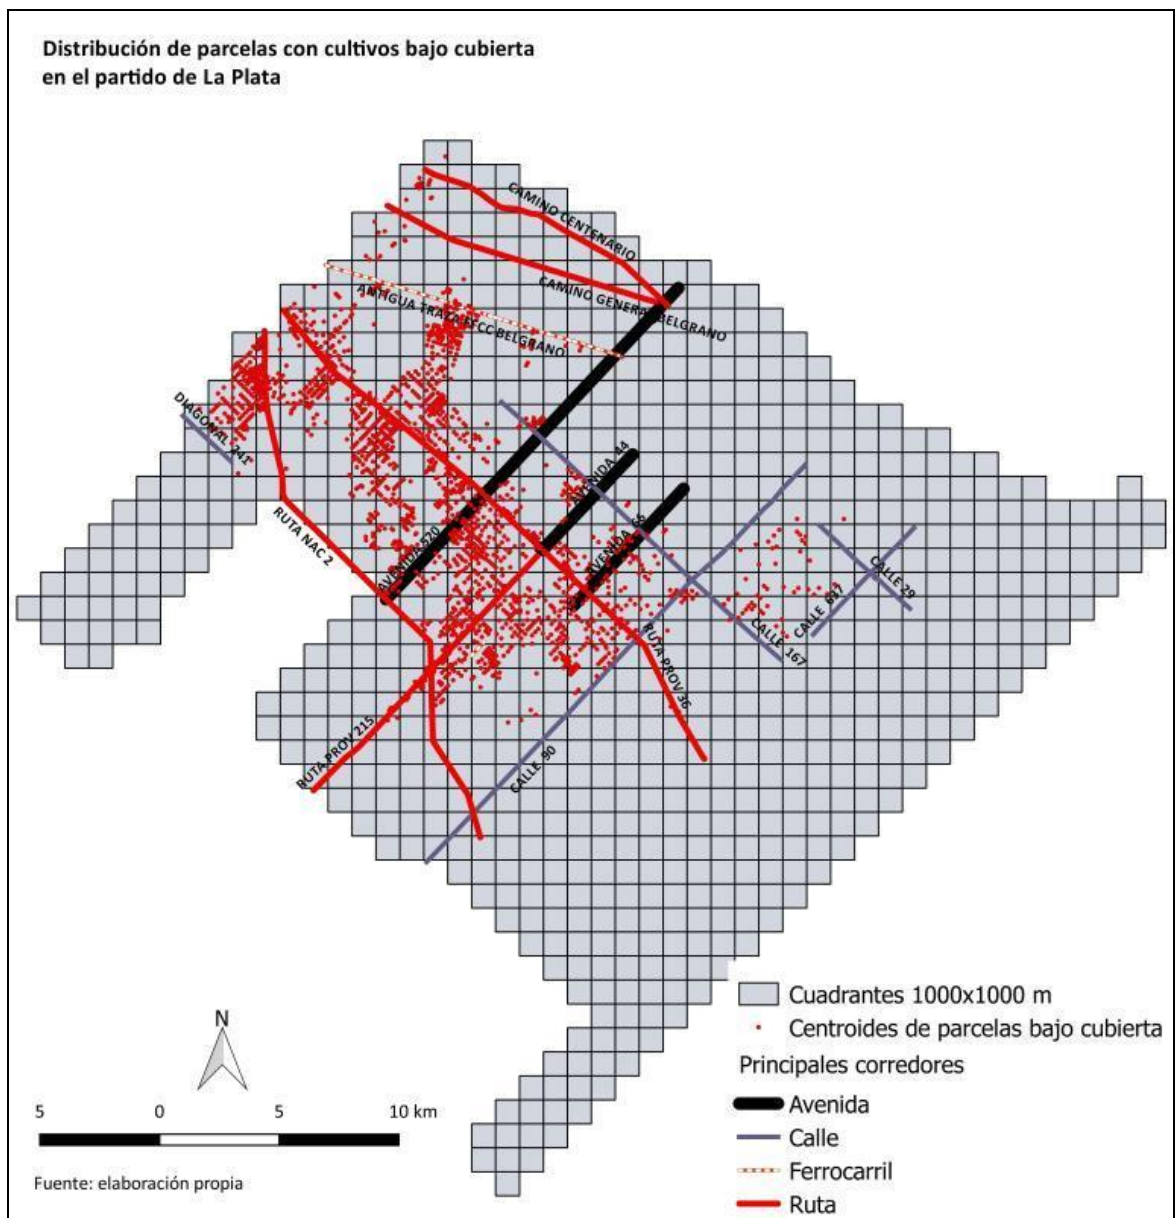 Distribución de parcelas con cultivos bajo cubierta
en el partido de La Plata
CAMINO CENTENARIO
CAMINO GENERAL BELGRANO
ANTIGUA TRAZA FFCC BELGRANO
DIAGONAL 241
AVENIDA 44
RUTA NAC 2
AVENIDA 520
AVENIDA 66
CALLE 29
CALLE 637
CALLE 167
RUTA PROV 36
RUTA PROV 215
CALLE 90
N
5 0 5 10 km
Fuente: elaboración propia
Cuadrantes 1000x1000 m
Centroides de parcelas bajo cubierta
Principales corredores
Avenida
Calle
Ferrocarril
Ruta